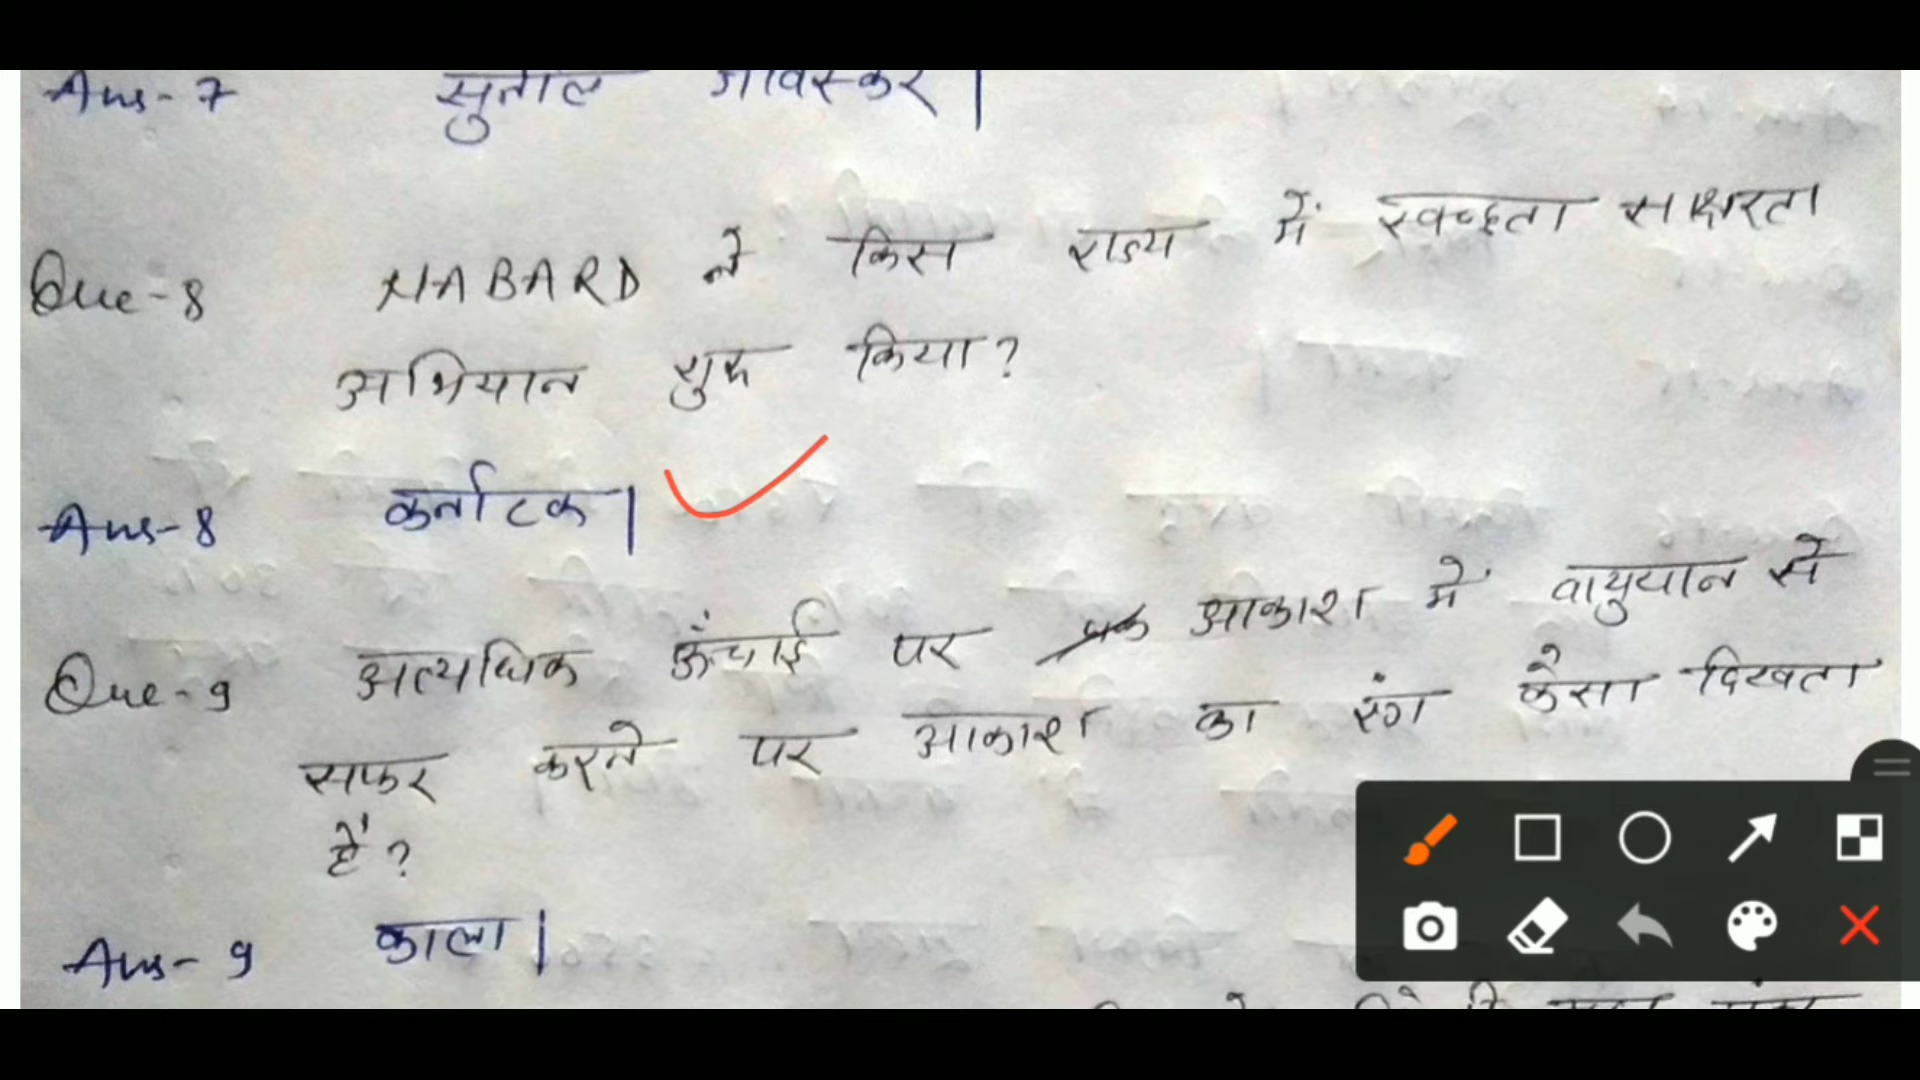 Ans-7 सुनील गावस्कर|
Que-8 NABARD ने किस राज्य में स्वच्छता साक्षरता
अभियान शुरू किया?
Ans-8 कर्नाटक|
Que-9 अत्यधिक ऊँचाई पर आकाश में वायुयान से
सफर करने पर आकाश का रंग कैसा दिखता
है?
Ans-9 काला|